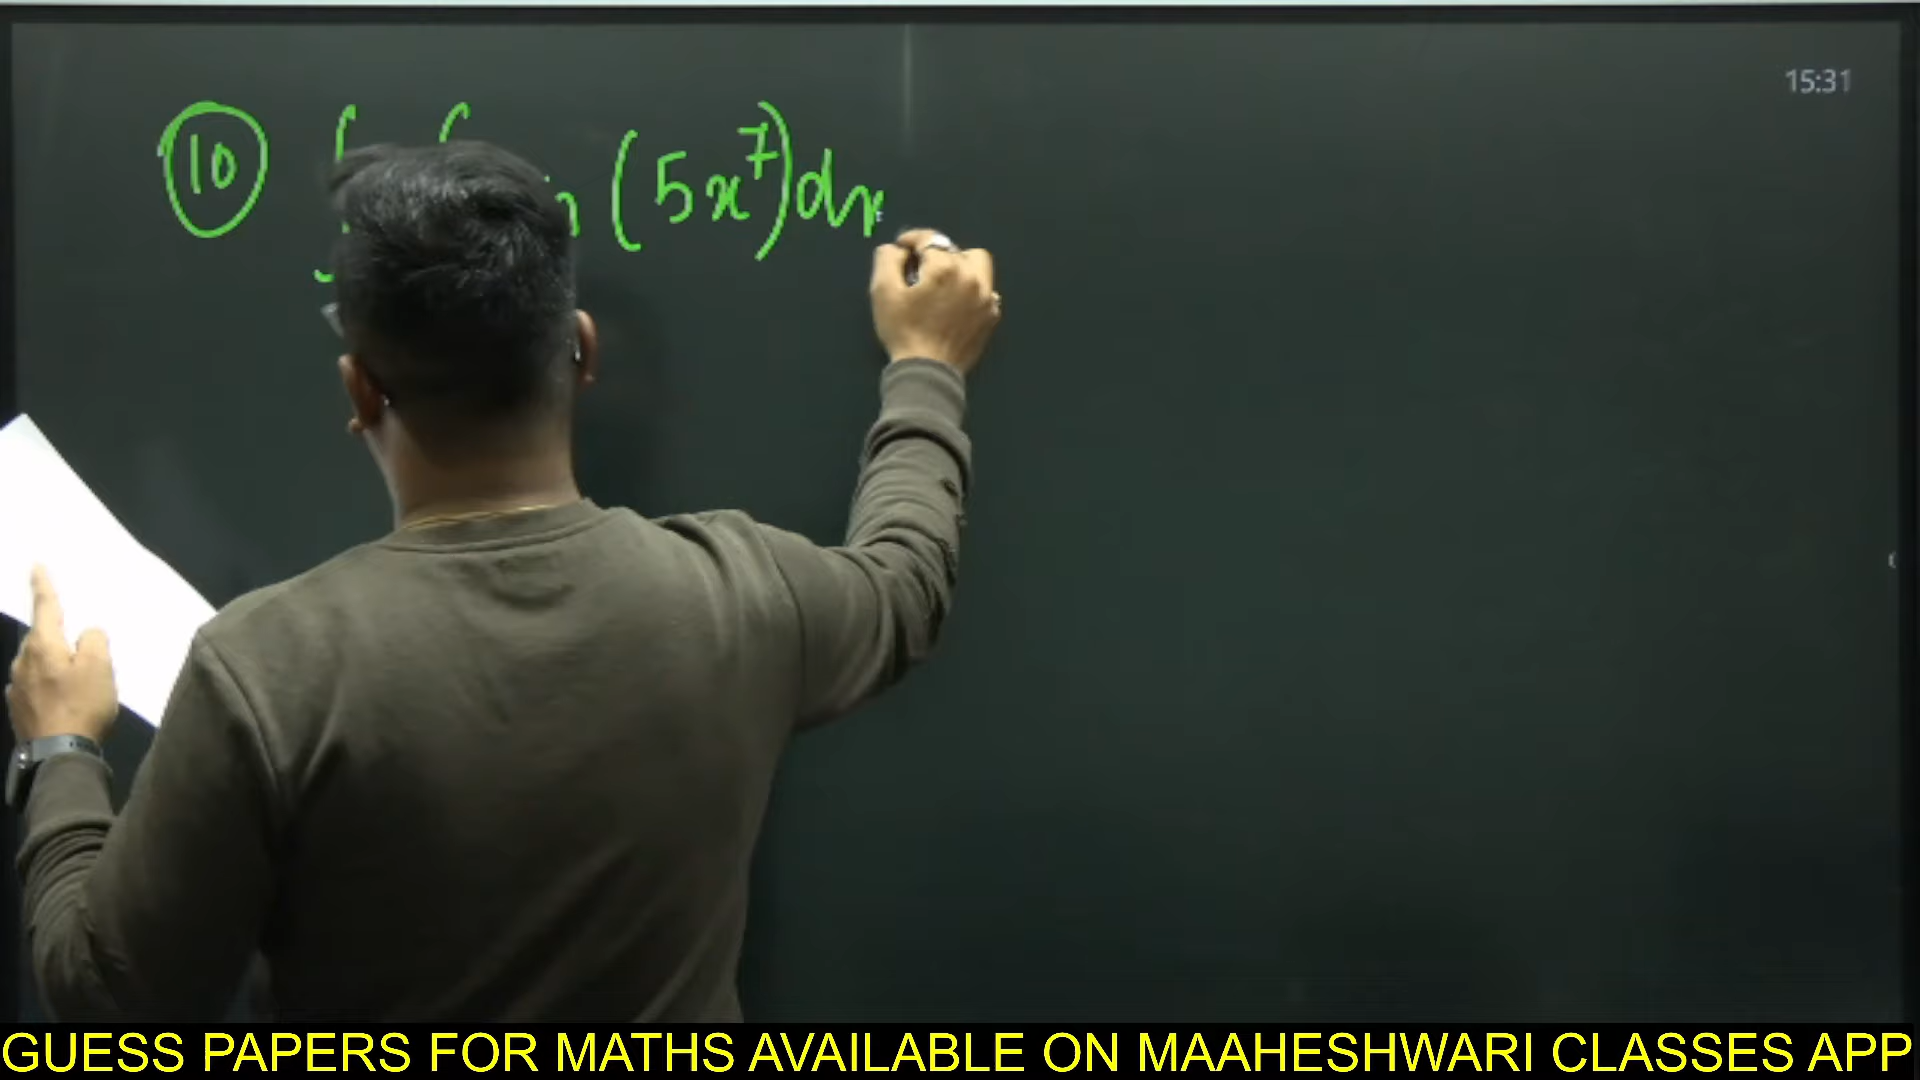 15:31
10 ∫ (5x⁷)dx
GUESS PAPERS FOR MATHS AVAILABLE ON MAAHESHWARI CLASSES APP